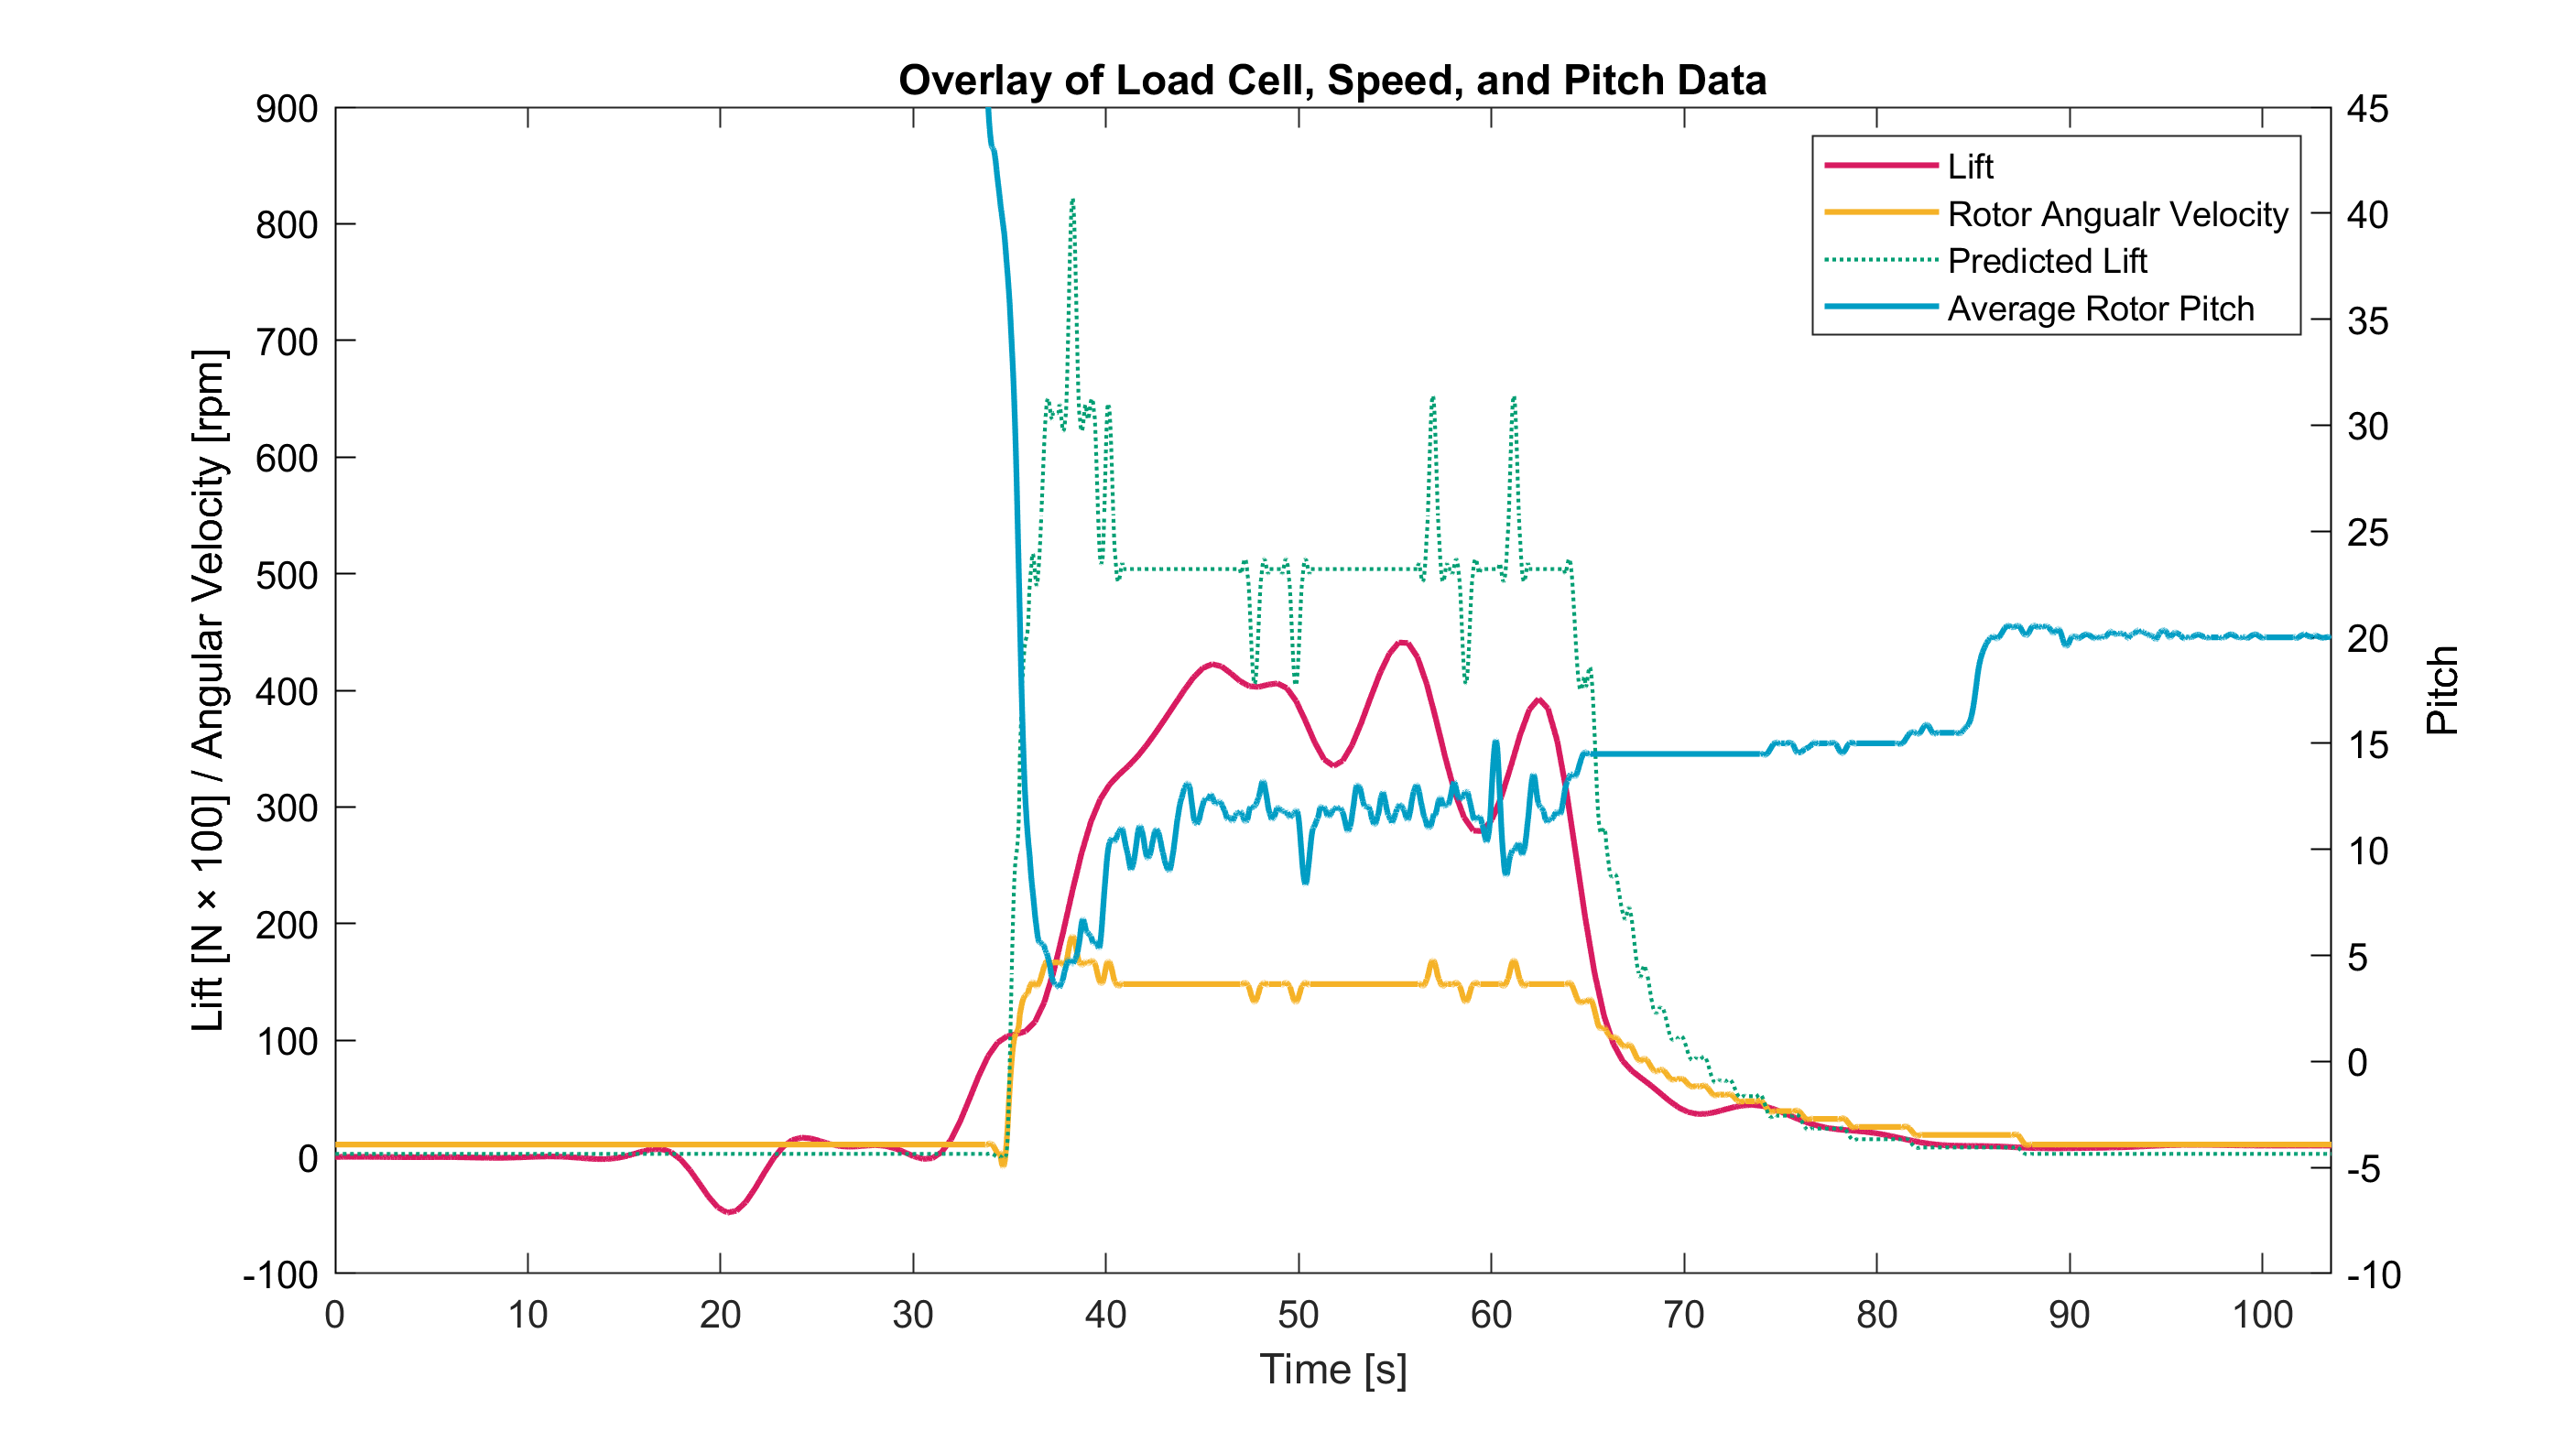 Overlay of Load Cell, Speed, and Pitch Data
900
800
700
600
500
400
300
200
100
0
-100
Lift [N × 100] / Angular Velocity [rpm]
45
40
35
30
25
20
15
10
5
0
-5
-10
Pitch
Lift
Rotor Angualr Velocity
Predicted Lift
Average Rotor Pitch
0 10 20 30 40 50 60 70 80 90 100
Time [s]